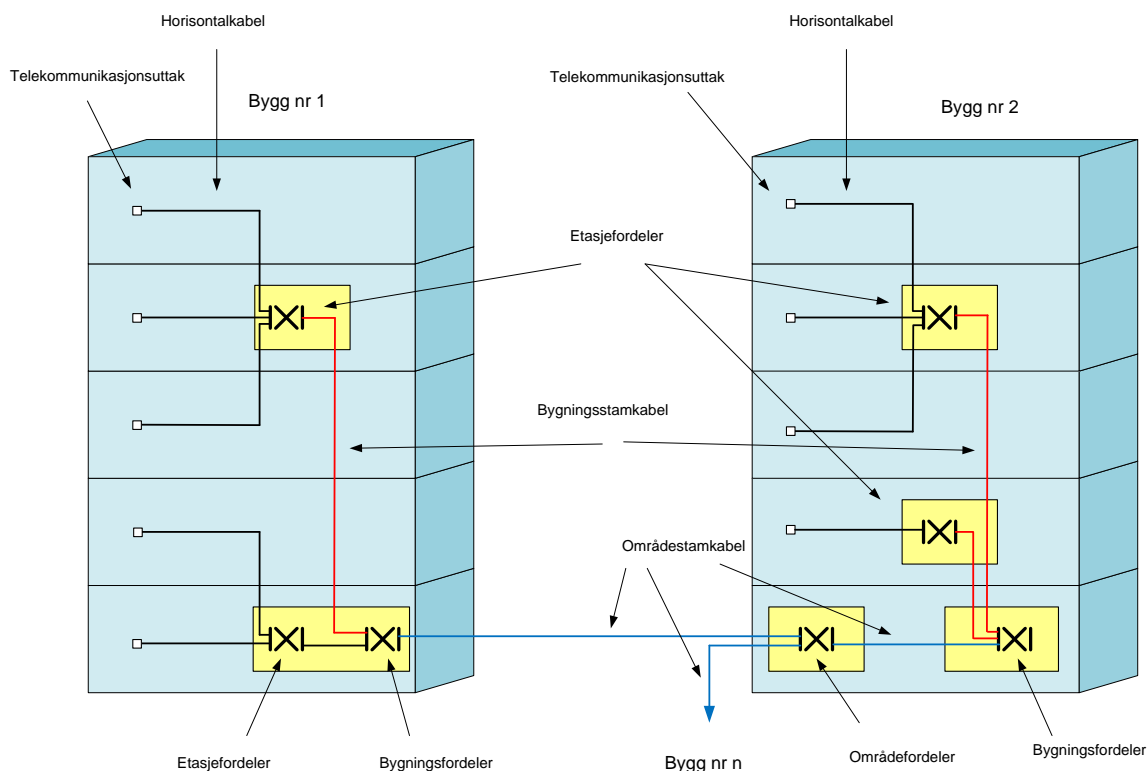 Horisontalkabel
Horisontalkabel
Telekommunikasjonsuttak
Telekommunikasjonsuttak
Bygg nr 1
Bygg nr 2
Etasjefordeler
Bygningsstamkabel
Områdestamkabel
Etasjefordeler
Bygningsfordeler
Bygg nr n
Områdefordeler
Bygningsfordeler